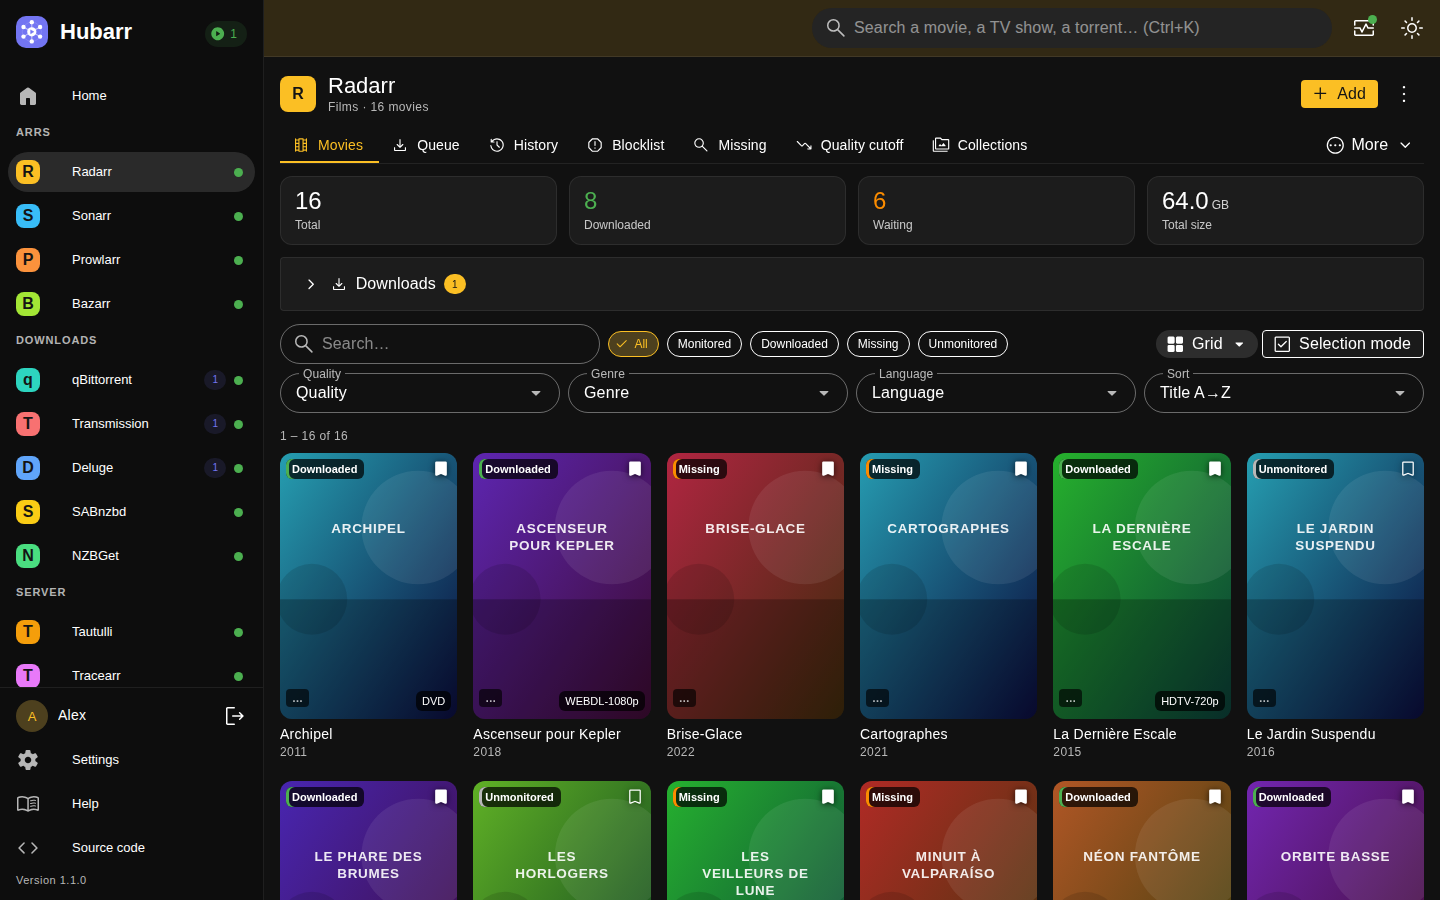 Hubarr
1
Search a movie, a TV show, a torrent… (Ctrl+K)
Home
ARRS
R Radarr
S Sonarr
P Prowlarr
B Bazarr
DOWNLOADS
q qBittorrent 1
T Transmission 1
D Deluge 1
S SABnzbd
N NZBGet
SERVER
T Tautulli
T Tracearr
A Alex
Settings
Help
Source code
Version 1.1.0
R Radarr
Films · 16 movies
Add
Movies Queue History Blocklist Missing Quality cutoff Collections More
16
Total
8
Downloaded
6
Waiting
64.0 GB
Total size
Downloads 1
Search…
All Monitored Downloaded Missing Unmonitored
Grid Selection mode
Quality Genre Language Sort
Quality Genre Language Title A→Z
1 – 16 of 16
Downloaded
ARCHIPEL
...
DVD
Archipel
2011
Downloaded
ASCENSEUR
POUR KEPLER
...
WEBDL-1080p
Ascenseur pour Kepler
2018
Missing
BRISE-GLACE
...
Brise-Glace
2022
Missing
CARTOGRAPHES
...
Cartographes
2021
Downloaded
LA DERNIÈRE
ESCALE
...
HDTV-720p
La Dernière Escale
2015
Unmonitored
LE JARDIN
SUSPENDU
...
Le Jardin Suspendu
2016
Downloaded
LE PHARE DES
BRUMES
Unmonitored
LES
HORLOGERS
Missing
LES
VEILLEURS DE
LUNE
Missing
MINUIT À
VALPARAÍSO
Downloaded
NÉON FANTÔME
Downloaded
ORBITE BASSE